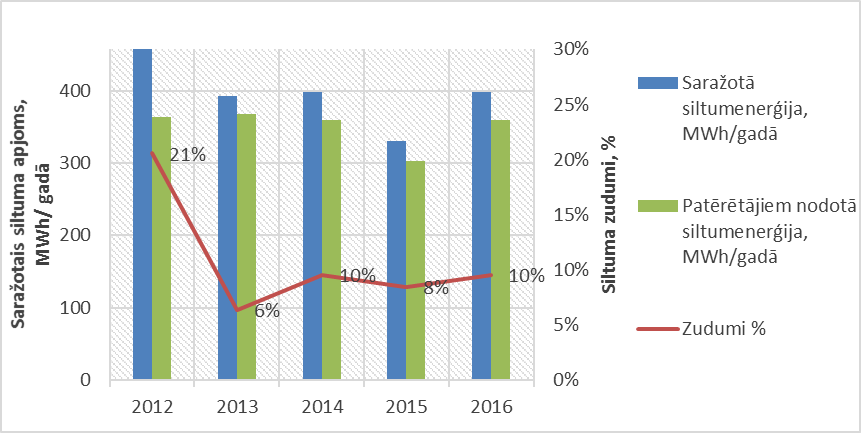 Saražotais siltuma apjoms,
MWh/ gadā
400
300
200
100
0
21%
6%
10%
8%
10%
2012
2013
2014
2015
2016
30%
25%
20%
15%
10%
5%
0%
Siltuma zudumi, %
Saražotā
siltumenerģija,
MWh/gadā
Patērētājiem nodotā
siltumenerģija,
MWh/gadā
Zudumi %